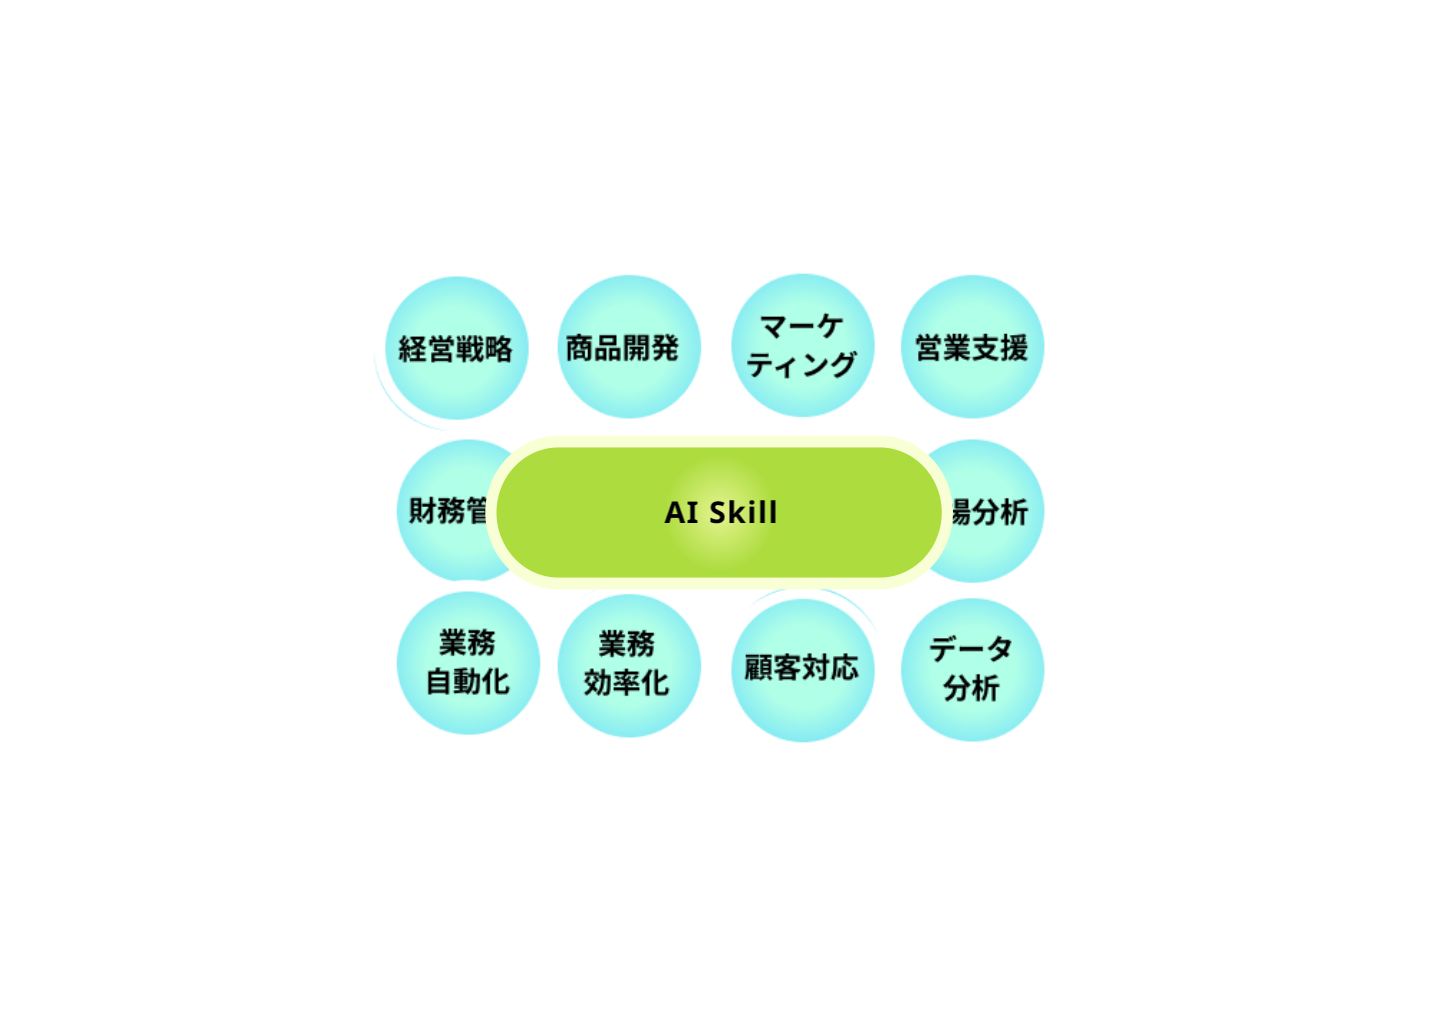 経営戦略
商品開発
マーケ
ティング
営業支援
財務管
AI Skill
場分析
業務
自動化
業務
効率化
顧客対応
データ
分析